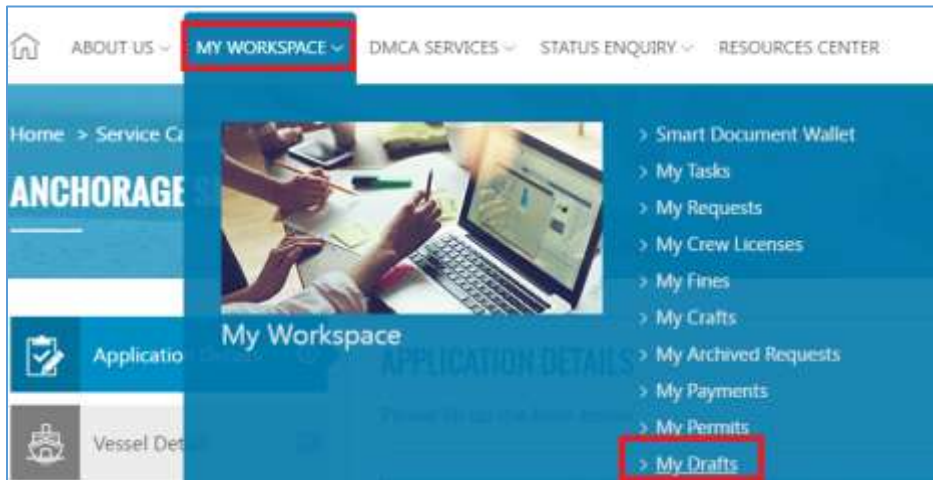 ABOUT US MY WORKSPACE DMCA SERVICES STATUS ENQUIRY RESOURCES CENTER
Home > Service Ca
ANCHORAGE S
> Smart Document Wallet
> My Tasks
> My Requests
> My Crew Licenses
> My Fines
> My Crafts
> My Archived Requests
> My Payments
> My Permits
> My Drafts
My Workspace
Applicatio
Vessel Det
APPLICATION DETAILS